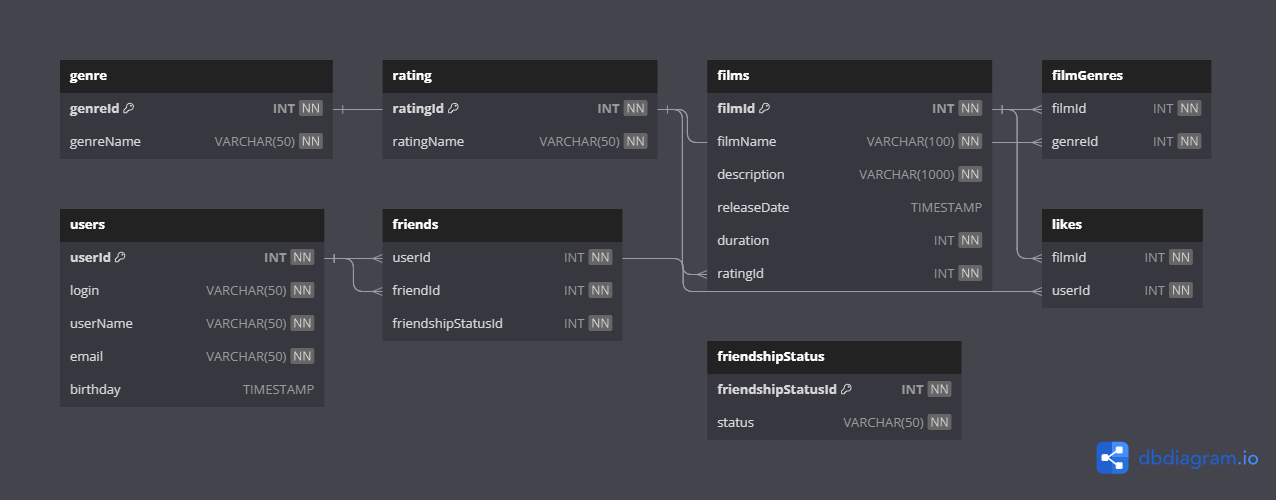 genre
genreId INT NN
genreName VARCHAR(50) NN
rating
ratingId INT NN
ratingName VARCHAR(50) NN
films
filmId INT NN
filmName VARCHAR(100) NN
description VARCHAR(1000) NN
releaseDate TIMESTAMP
duration INT NN
ratingId INT NN
filmGenres
filmId INT NN
genreId INT NN
users
userId INT NN
login VARCHAR(50) NN
userName VARCHAR(50) NN
email VARCHAR(50) NN
birthday TIMESTAMP
friends
userId INT NN
friendId INT NN
friendshipStatusId INT NN
likes
filmId INT NN
userId INT NN
friendshipStatus
friendshipStatusId INT NN
status VARCHAR(50) NN
dbdiagram.io